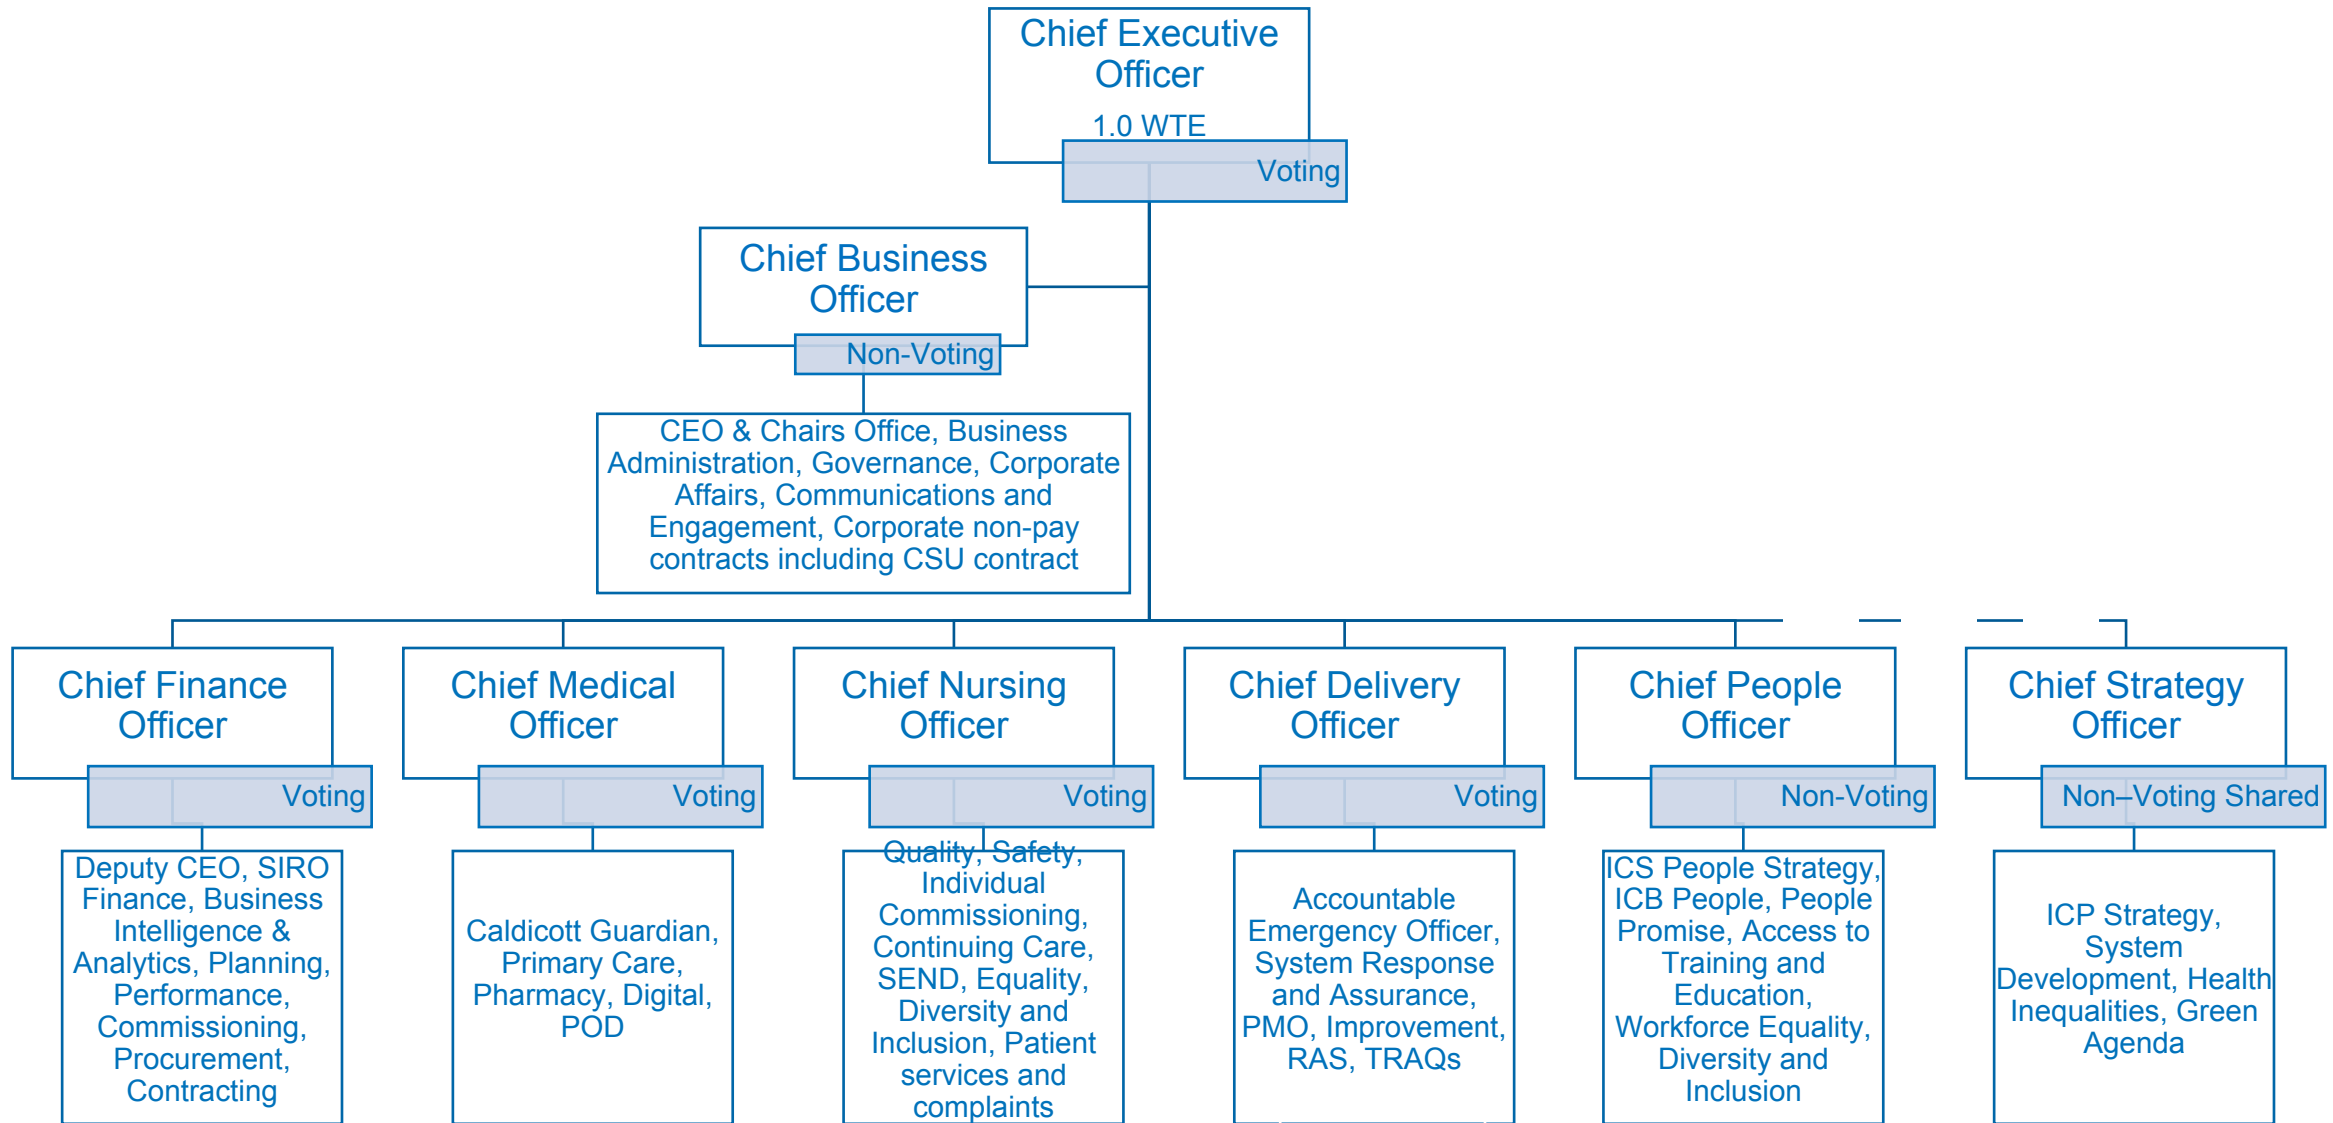 Chief Executive
Officer
1.0 WTE
Voting
Chief Business
Officer
Non-Voting
CEO & Chairs Office, Business
Administration, Governance, Corporate
Affairs, Communications and
Engagement, Corporate non-pay
contracts including CSU contract
Chief Finance
Officer
Voting
Deputy CEO, SIRO
Finance, Business
Intelligence &
Analytics, Planning,
Performance,
Commissioning,
Procurement,
Contracting
Chief Medical
Officer
Voting
Caldicott Guardian,
Primary Care,
Pharmacy, Digital,
POD
Chief Nursing
Officer
Voting
Quality, Safety,
Individual
Commissioning,
Continuing Care,
SEND, Equality,
Diversity and
Inclusion, Patient
services and
complaints
Chief Delivery
Officer
Voting
Accountable
Emergency Officer,
System Response
and Assurance,
PMO, Improvement,
RAS, TRAQs
Chief People
Officer
Non-Voting
ICS People Strategy,
ICB People, People
Promise, Access to
Training and
Education,
Workforce Equality,
Diversity and
Inclusion
Chief Strategy
Officer
Non–Voting Shared
ICP Strategy,
System
Development, Health
Inequalities, Green
Agenda